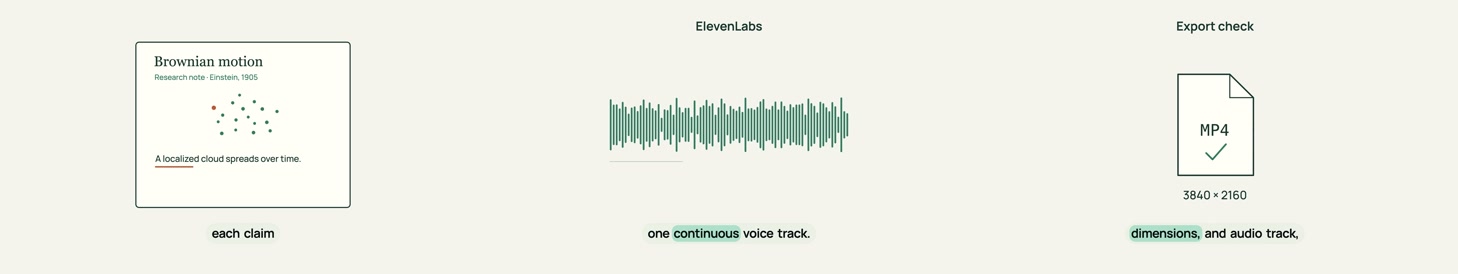 Brownian motion
Research note · Einstein, 1905
A localized cloud spreads over time.
each claim
ElevenLabs
one continuous voice track.
Export check
MP4
3840 × 2160
dimensions, and audio track,